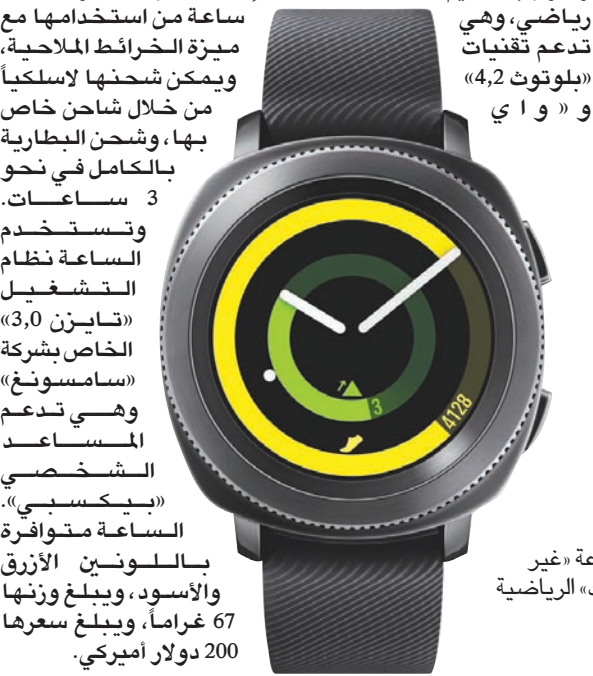 رياضي، وهي
تدعم تقنيات
«بلوتوث 4,2»
و « و ا ي
ساعة من استخدامها مع
ميزة الخرائط الملاحية،
ويمكن شحنها لاسلكياً
من خلال شاحن خاص
بها، وشحن البطارية
بالكامل في نحو
3 ساعات.
وتستخدم
الساعة نظام
التشغيل
«تايزن 3,0»
الخاص بشركة
«سامسونغ»
وهي تدعم
المساعد
الشخصي
«بيكسبي».
الساعة متوافرة
باللونين الأزرق
والأسود، ويبلغ وزنها
67 غراماً، ويبلغ سعرها
200 دولار أميركي.
3
4128
عة «غير
» الرياضية